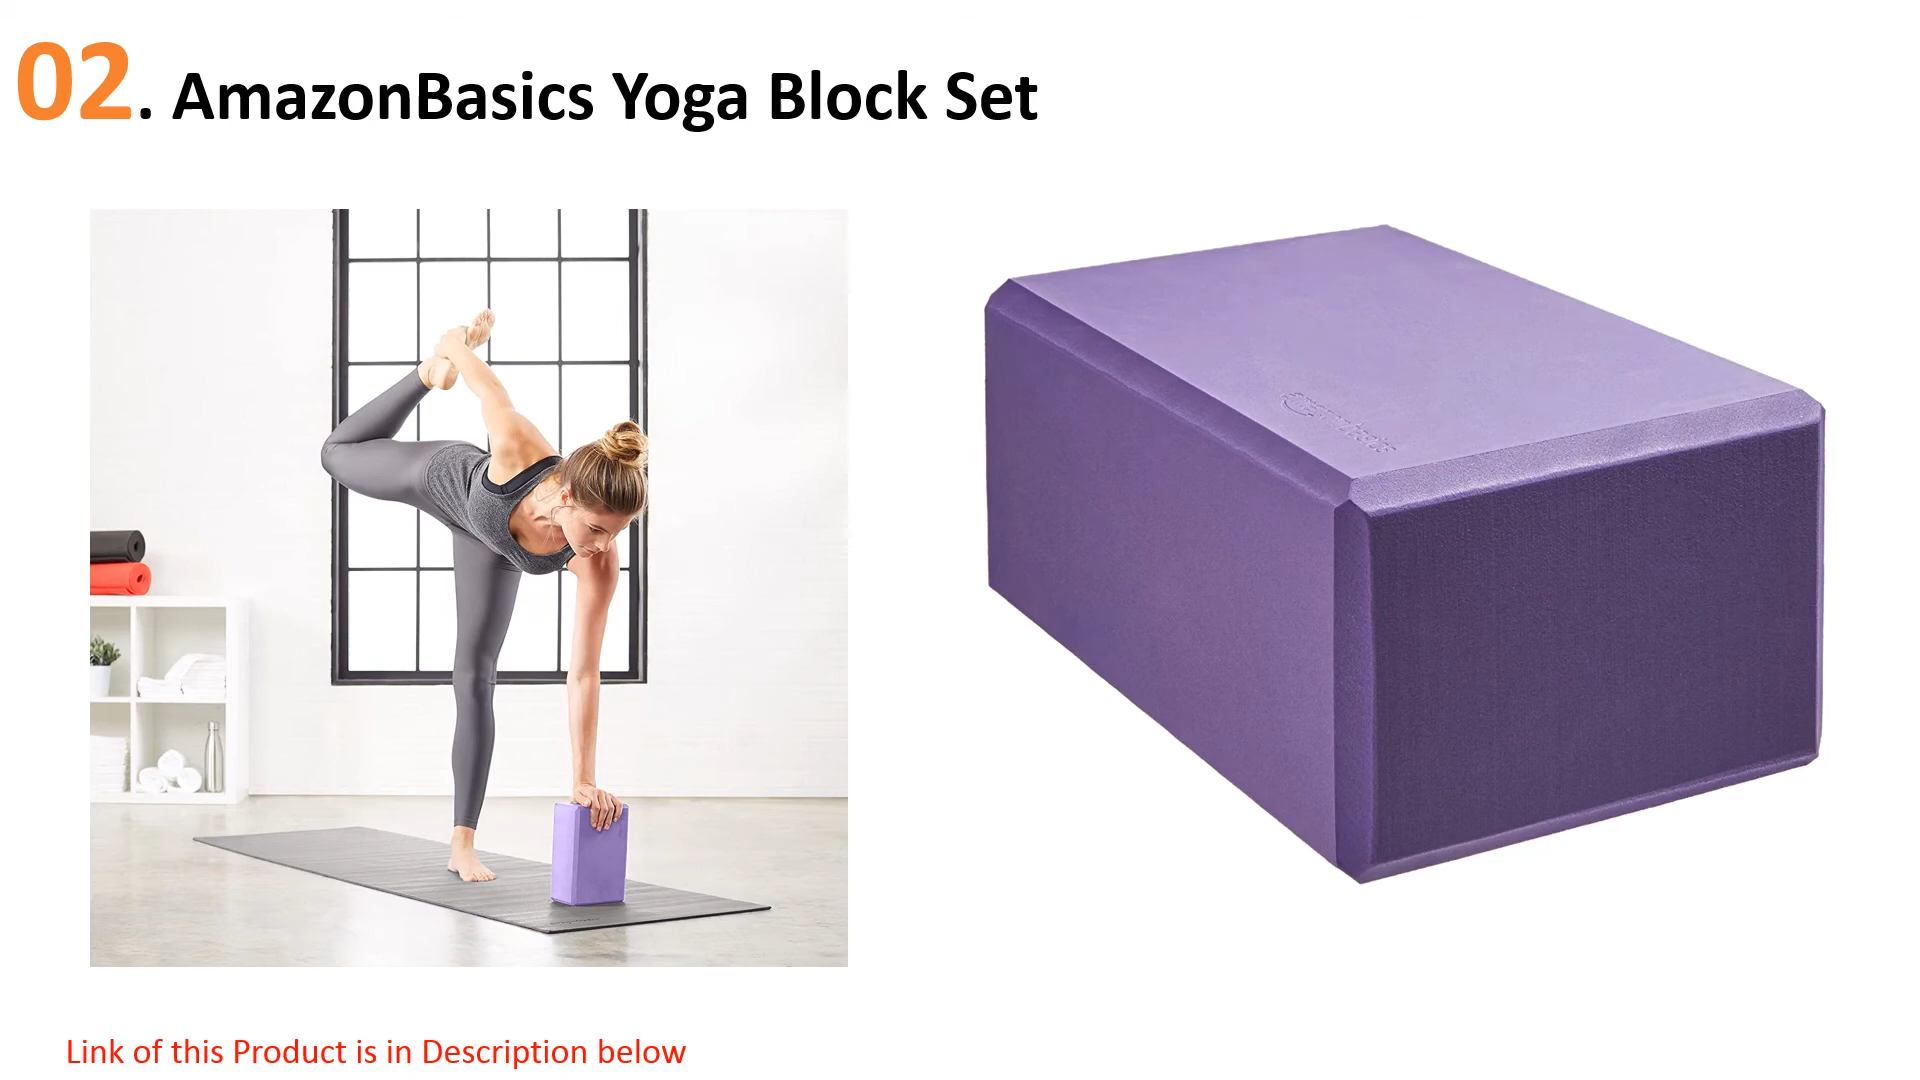 02. AmazonBasics Yoga Block Set
Link of this Product is in Description below